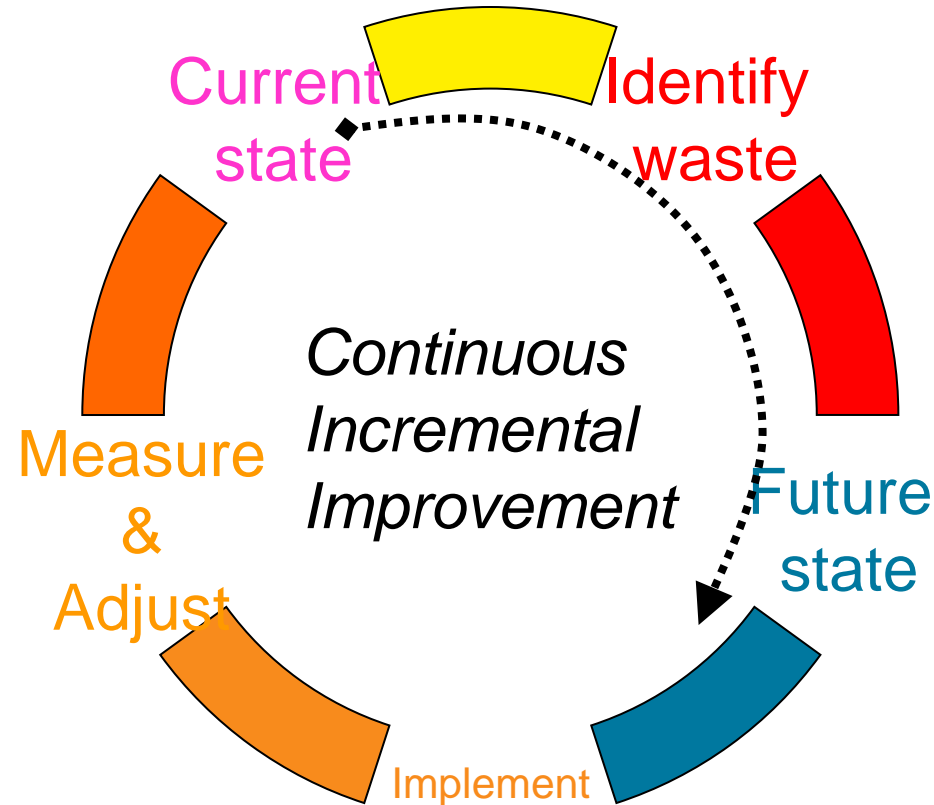 Current
state
Identify
waste
Continuous
Incremental
Improvement
Future
state
Measure
&
Adjust
Implement